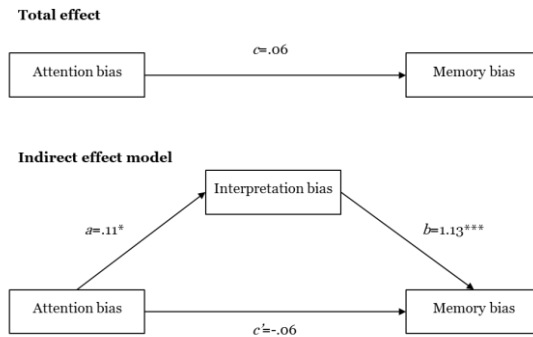 Total effect
c=.06
Attention bias
Memory bias
Indirect effect model
Interpretation bias
a=.11*
b=1.13***
Attention bias
Memory bias
c'=-.06